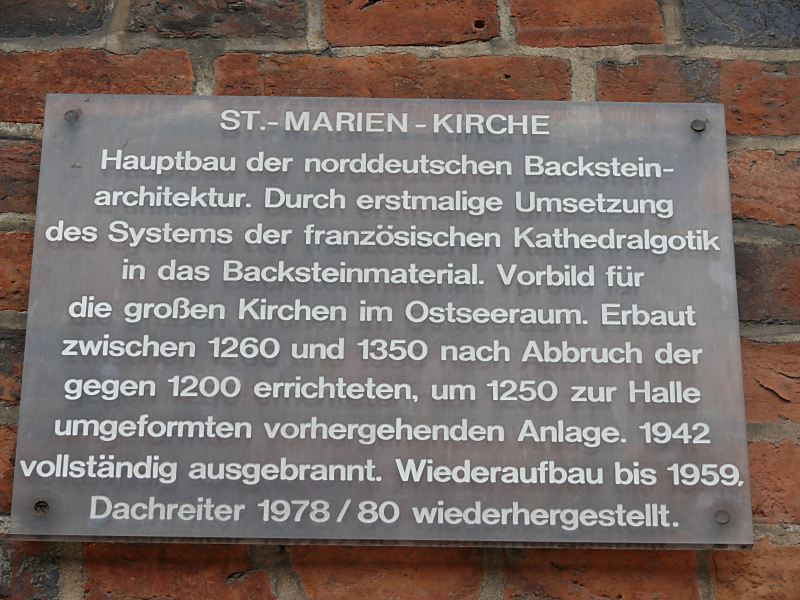 ST.-MARIEN-KIRCHE
Hauptbau der norddeutschen Backstein-
architektur. Durch erstmalige Umsetzung
des Systems der französischen Kathedralgotik
in das Backsteinmaterial. Vorbild für
die großen Kirchen im Ostseeraum. Erbaut
zwischen 1260 und 1350 nach Abbruch der
gegen 1200 errichteten, um 1250 zur Halle
umgeformten vorhergehenden Anlage. 1942
vollständig ausgebrannt. Wiederaufbau bis 1959.
Dachreiter 1978/80 wiederhergestellt.